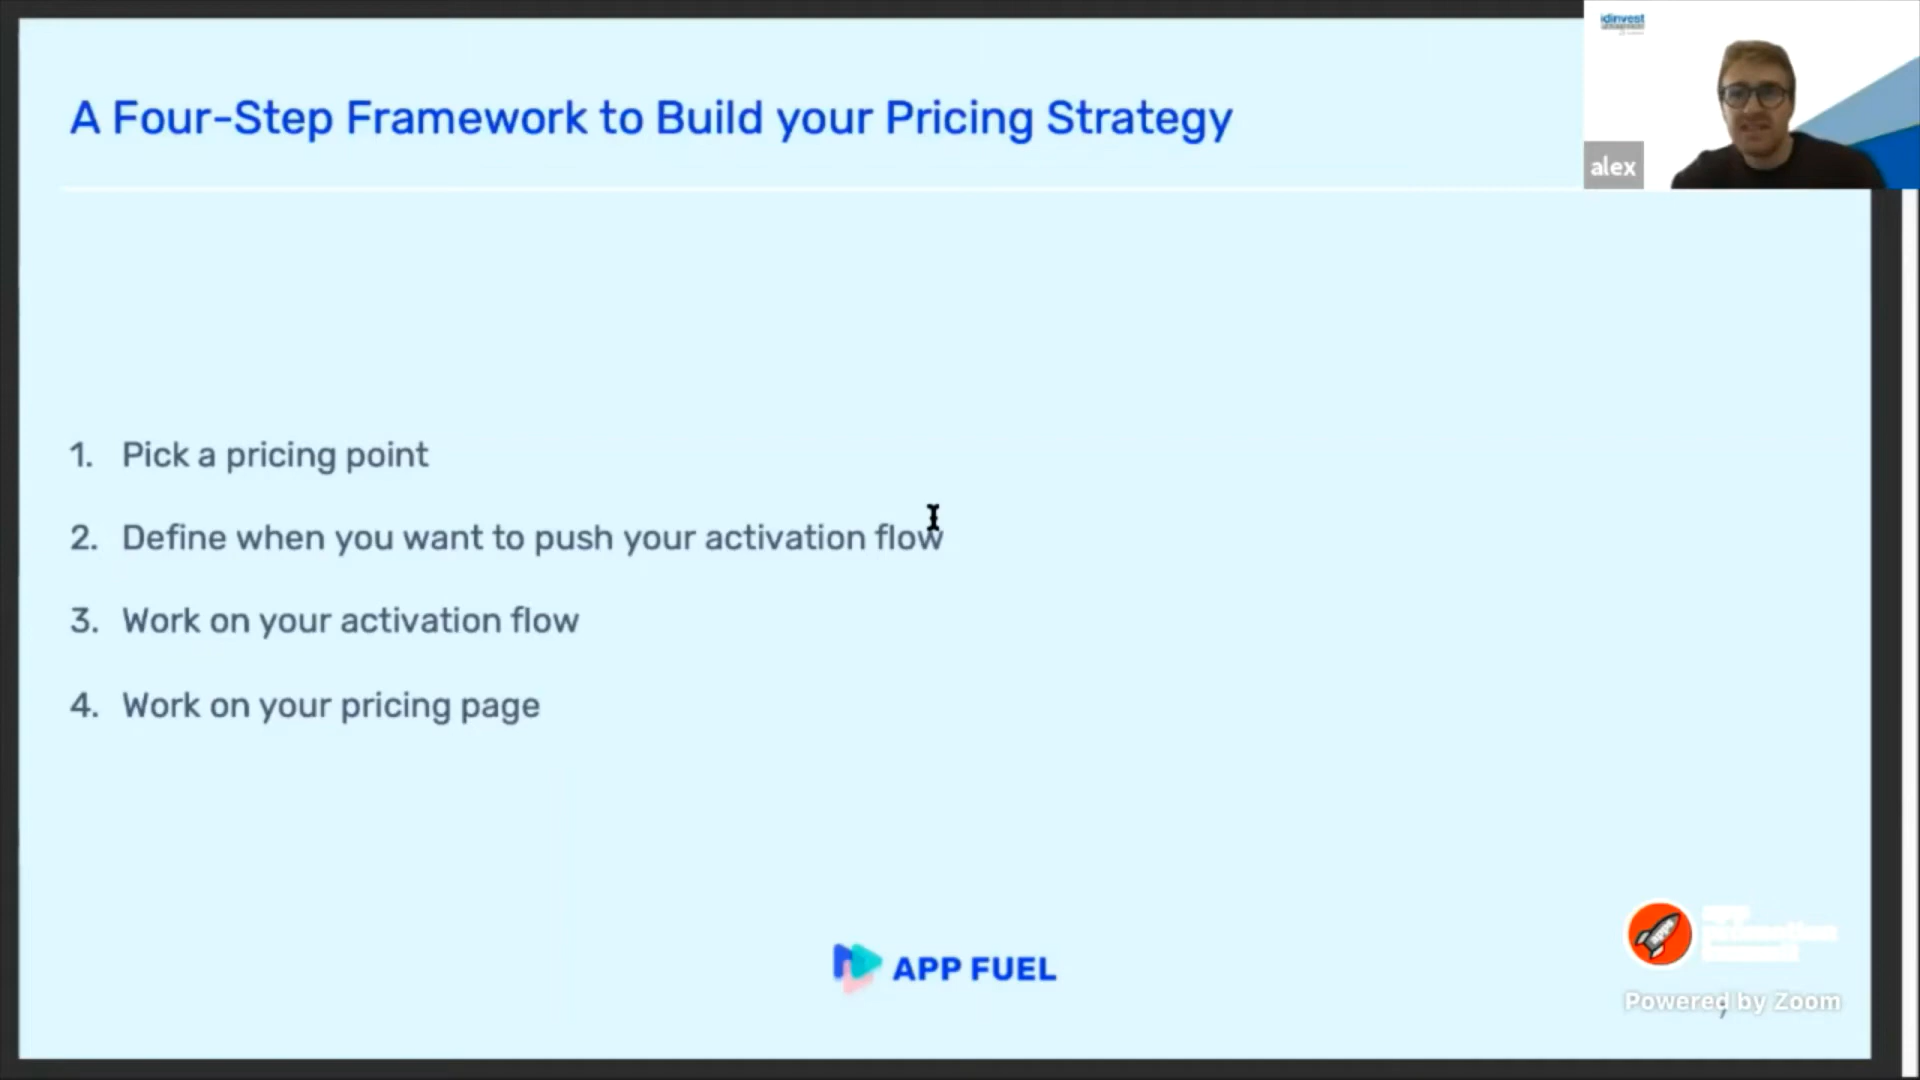 idinvest
A Four-Step Framework to Build your Pricing Strategy
alex
1. Pick a pricing point
2. Define when you want to push your activation flow
3. Work on your activation flow
4. Work on your pricing page
APP FUEL
Powered by Zoom